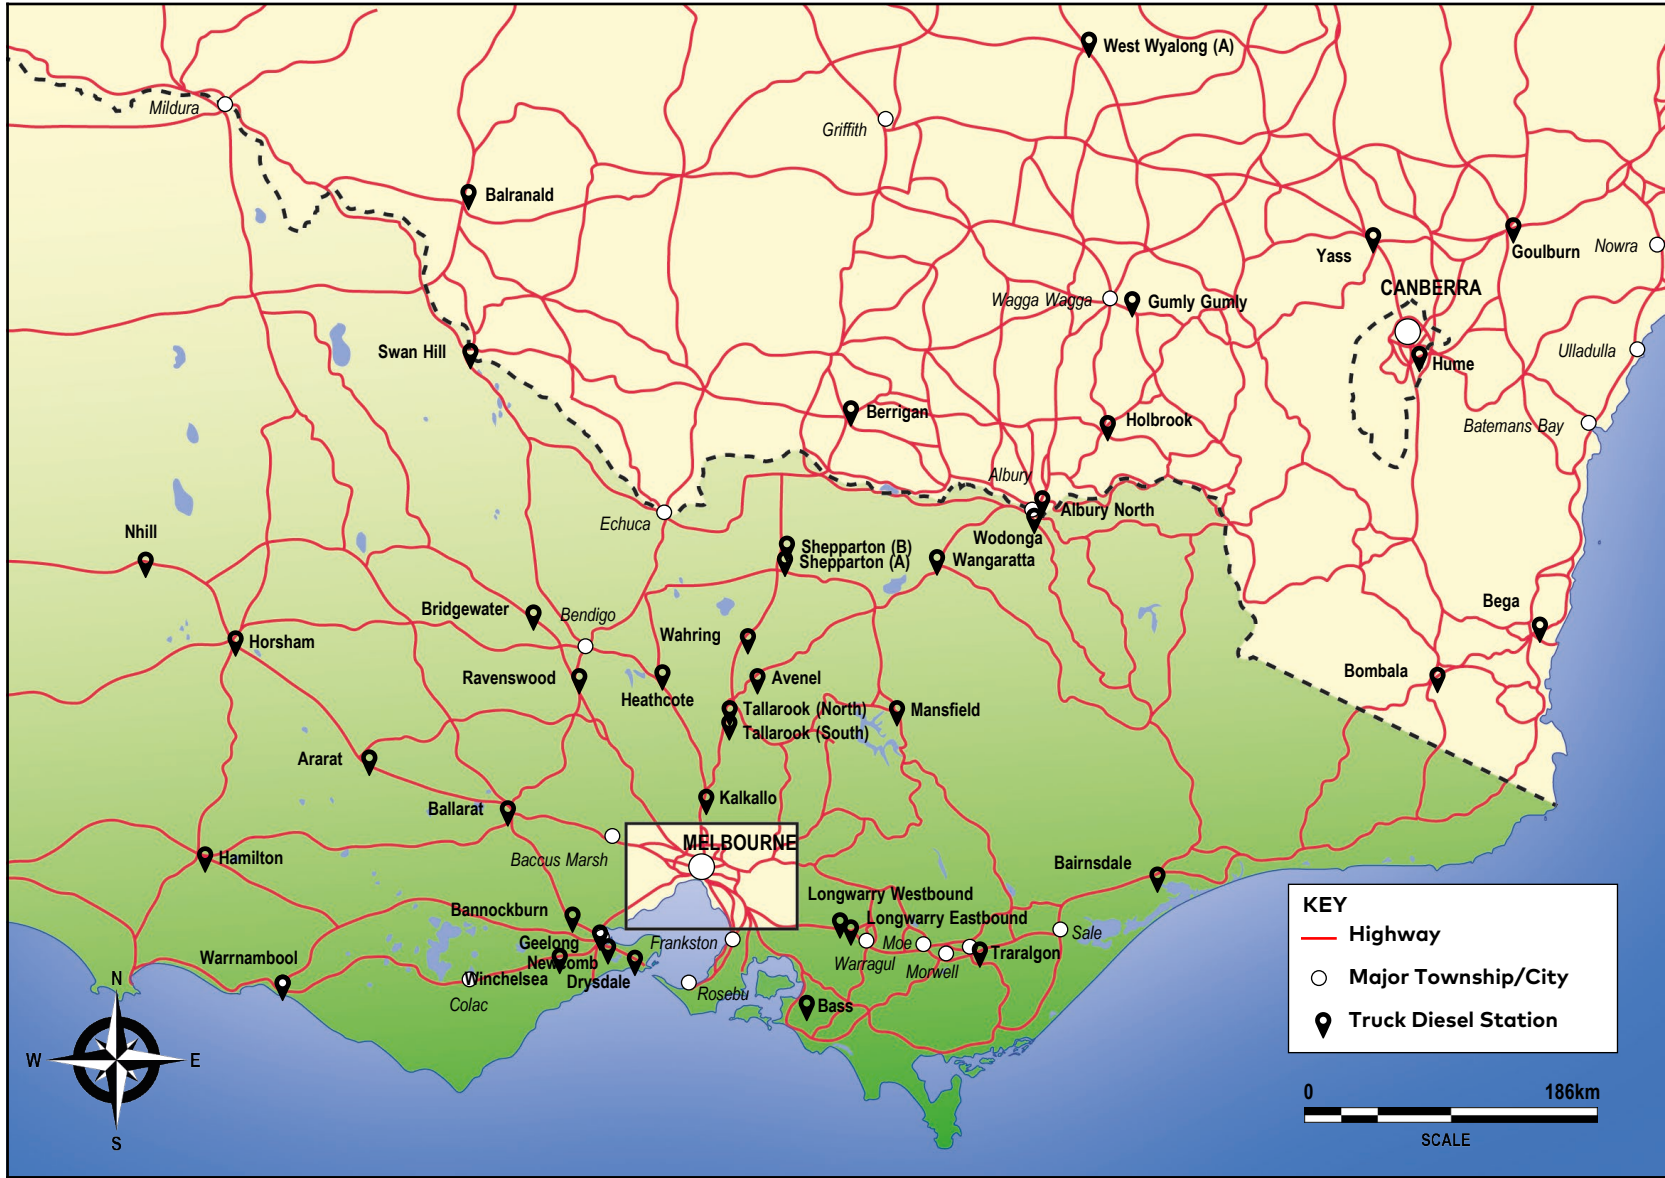 West Wyalong (A)
Mildura
Griffith
Balranald
Yass
Goulburn
Nowra
CANBERRA
Wagga Wagga
Gumly Gumly
Swan Hill
Hume
Ulladulla
Berrigan
Holbrook
Batemans Bay
Albury
Echuca
Albury North
Nhill
Wodonga
Shepparton (B)
Shepparton (A)
Wangaratta
Bridgewater
Bendigo
Bega
Wahring
Horsham
Ravenswood
Avenel
Bombala
Heathcote
Tallarook (North)
Mansfield
Tallarook (South)
Ararat
Kalkallo
Ballarat
MELBOURNE
Baccus Marsh
Hamilton
Bairnsdale
Longwarry Westbound
Bannockburn
Longwarry Eastbound
Geelong
Frankston
Moe
Sale
Warrnambool
Newcomb
Warragul
Morwell
Traralgon
Winchelsea
Drysdale
Colac
Rosebu
Bass
N
W
E
S
KEY
Highway
Major Township/City
Truck Diesel Station
0
186km
SCALE